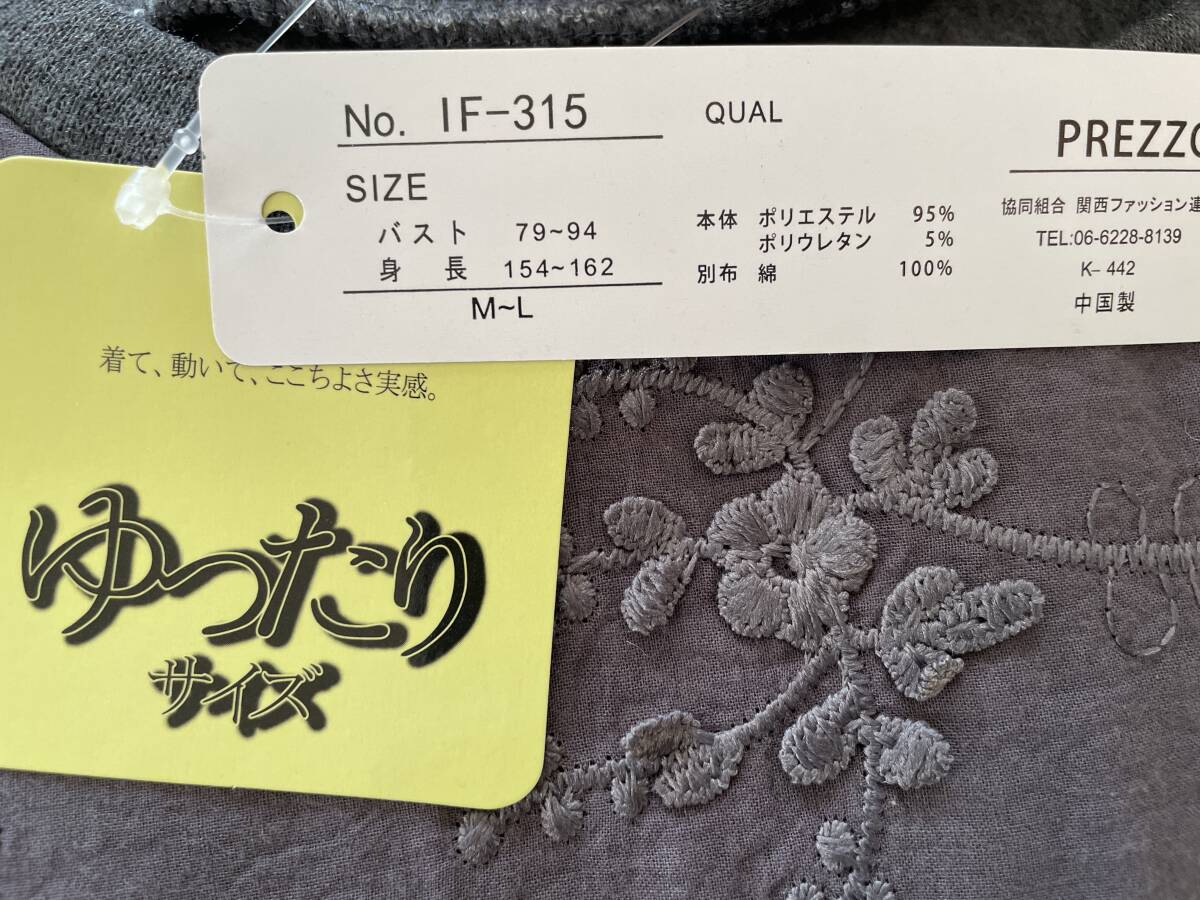 No. IF-315
SIZE
バスト 79~94
身長 154~162
M~L
QUAL
本体 ポリエステル 95%
ポリウレタン 5%
別布 綿 100%
PREZZO
協同組合 関西ファッション連
TEL:06-6228-8139
K-442
中国製
着て、動いて、ここちよさ実感。
ゆったり
サイズ